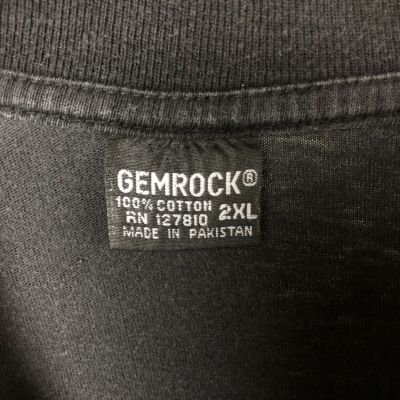 GEMROCK®
100% COTTON
RN 127810 2XL
MADE IN PAKISTAN